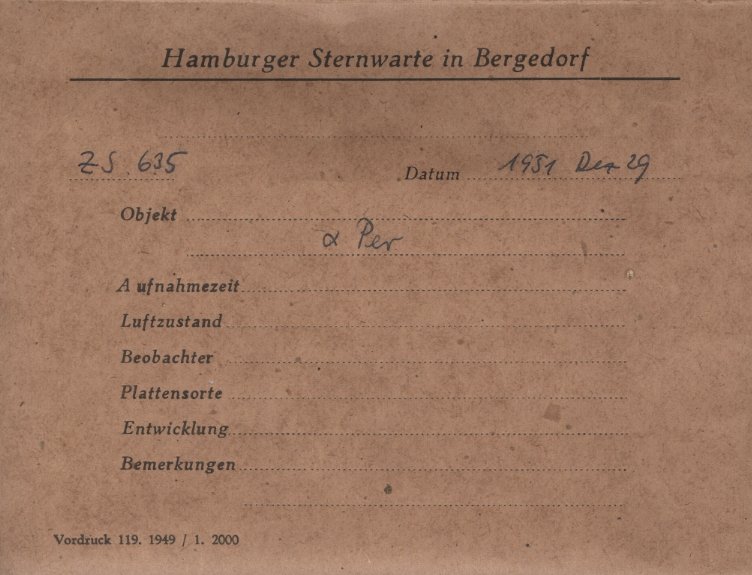 Hamburger Sternwarte in Bergedorf
ZS. 635 Datum 1951 Dez 29
Objekt
α Per
Aufnahmezeit
Luftzustand
Beobachter
Plattensorte
Entwicklung
Bemerkungen
Vordruck 119. 1949 / 1. 2000